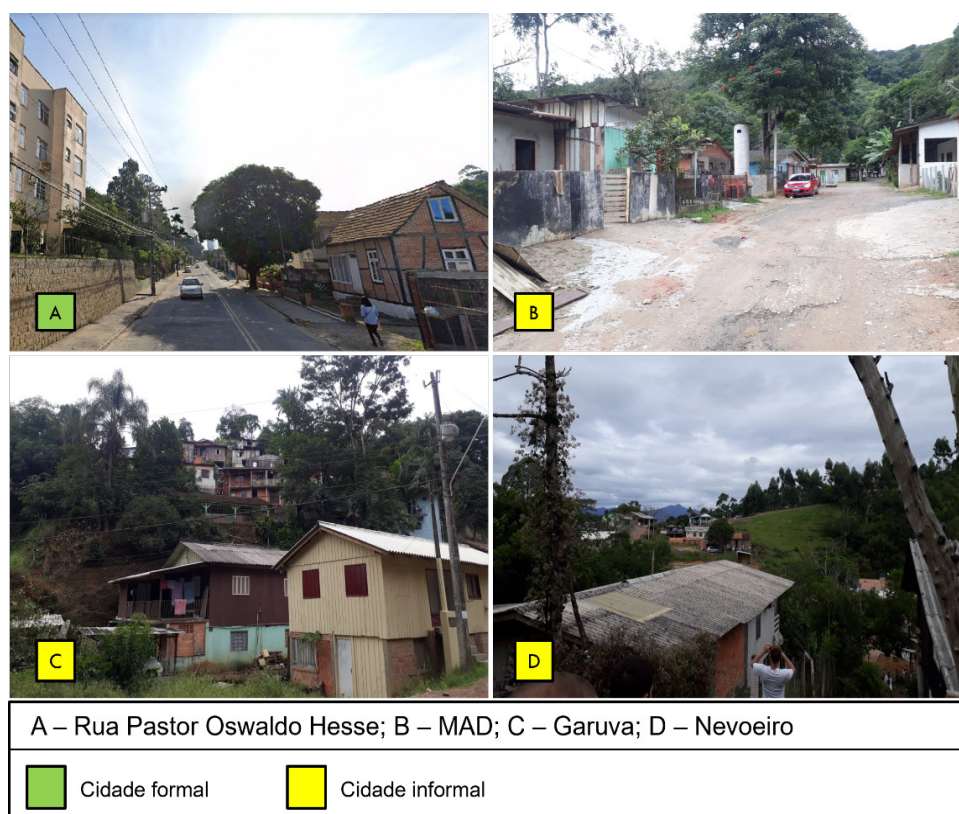 A
B
C
D
A – Rua Pastor Oswaldo Hesse; B – MAD; C – Garuva; D – Nevoeiro
Cidade formal
Cidade informal